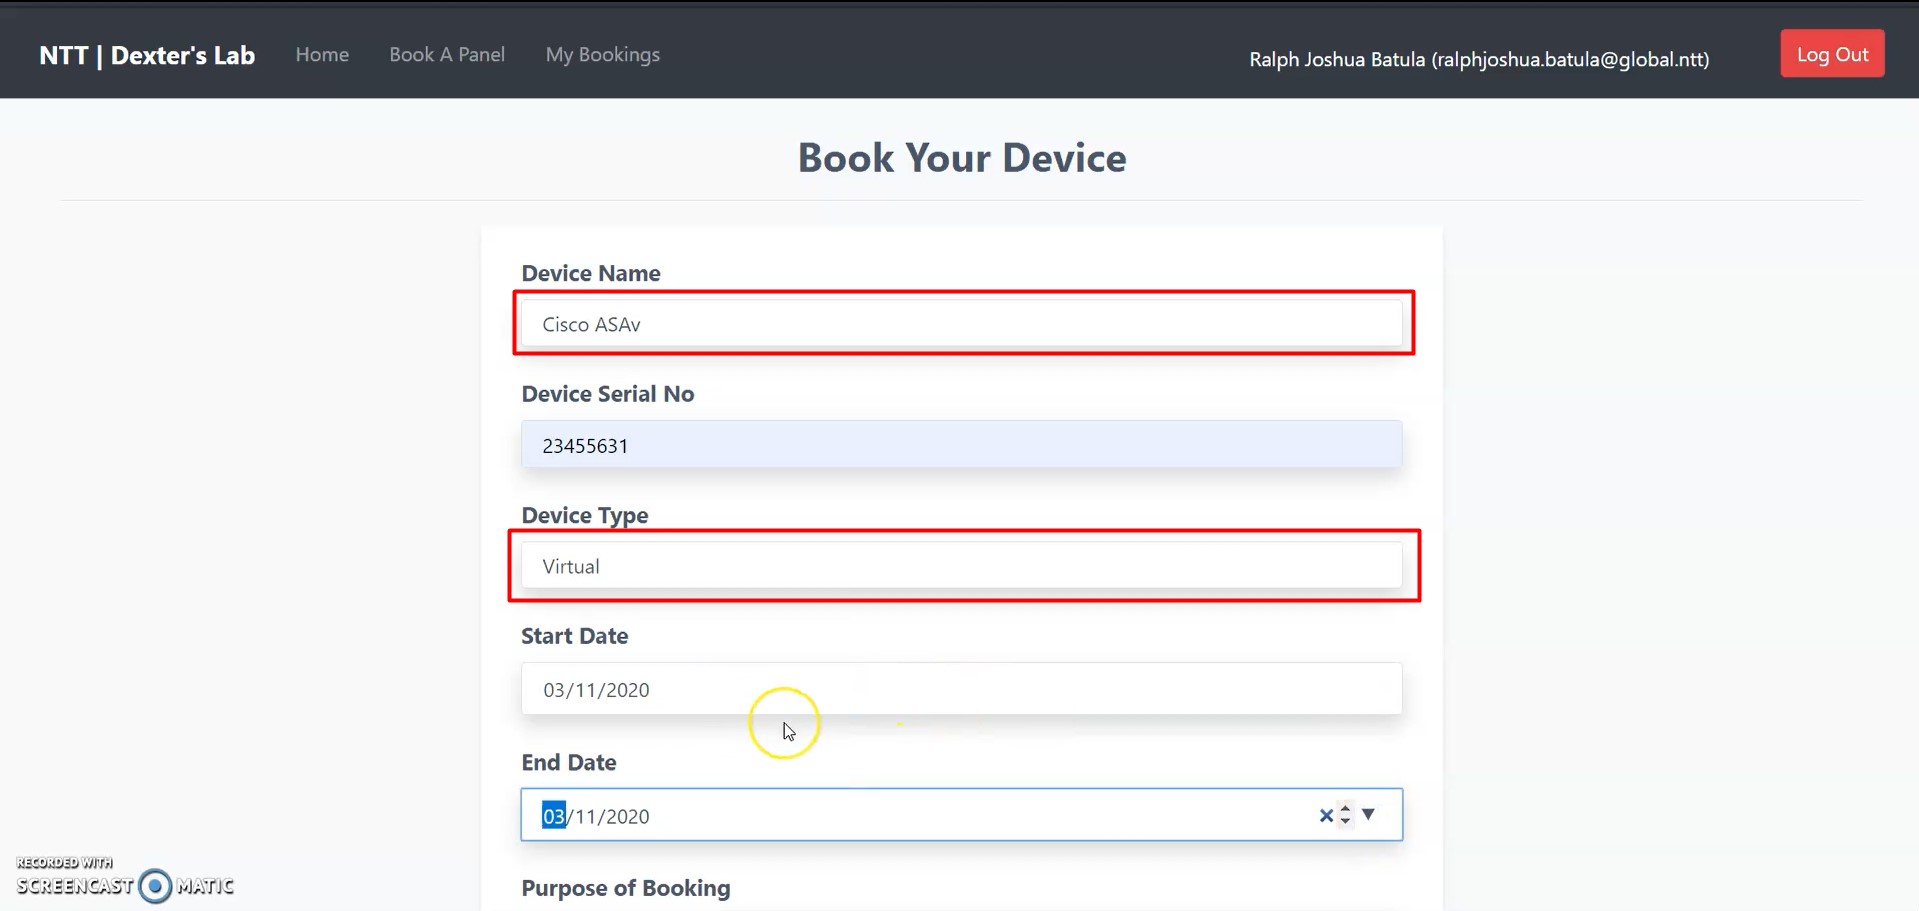 NTT | Dexter's Lab Home Book A Panel My Bookings Ralph Joshua Batula (ralphjoshua.batula@global.ntt) Log Out
Book Your Device
Device Name
Cisco ASAv
Device Serial No
23455631
Device Type
Virtual
Start Date
03/11/2020
End Date
03/11/2020
Purpose of Booking
RECORDED WITH
SCREENCAST MATIC